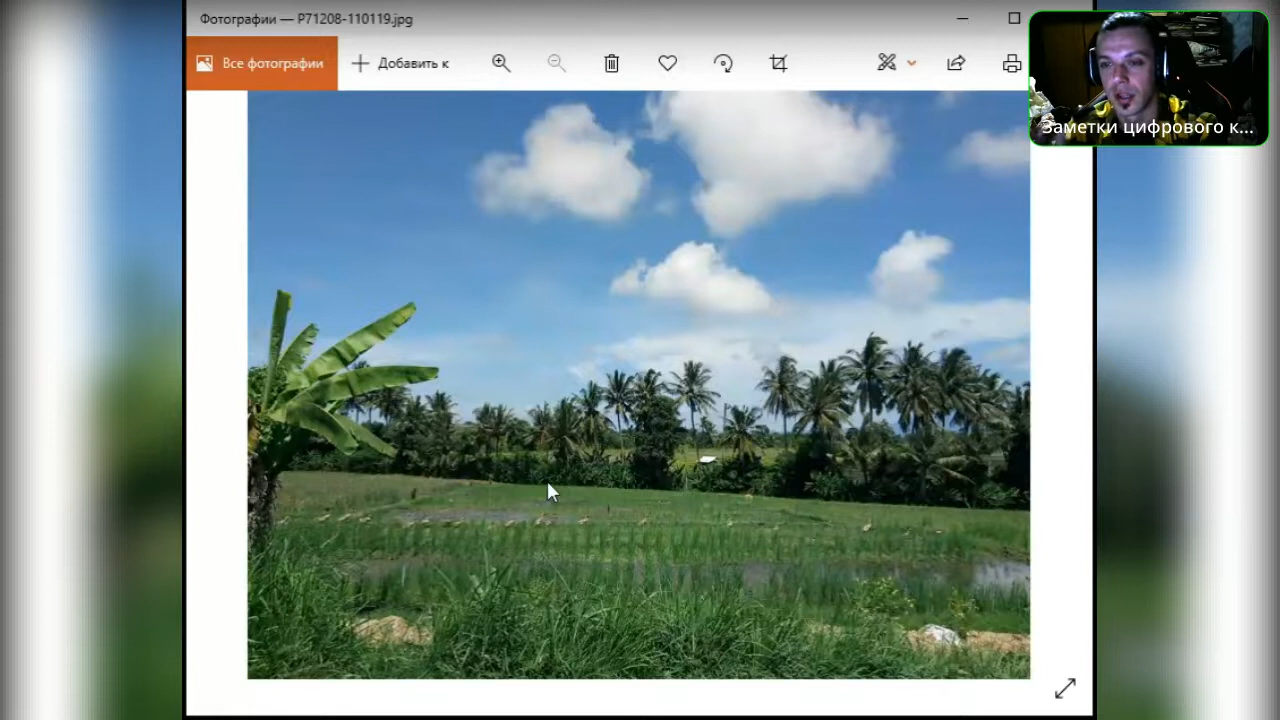 Фотографии — P71208-110119.jpg
Все фотографии
Добавить к
Заметки цифрового к...